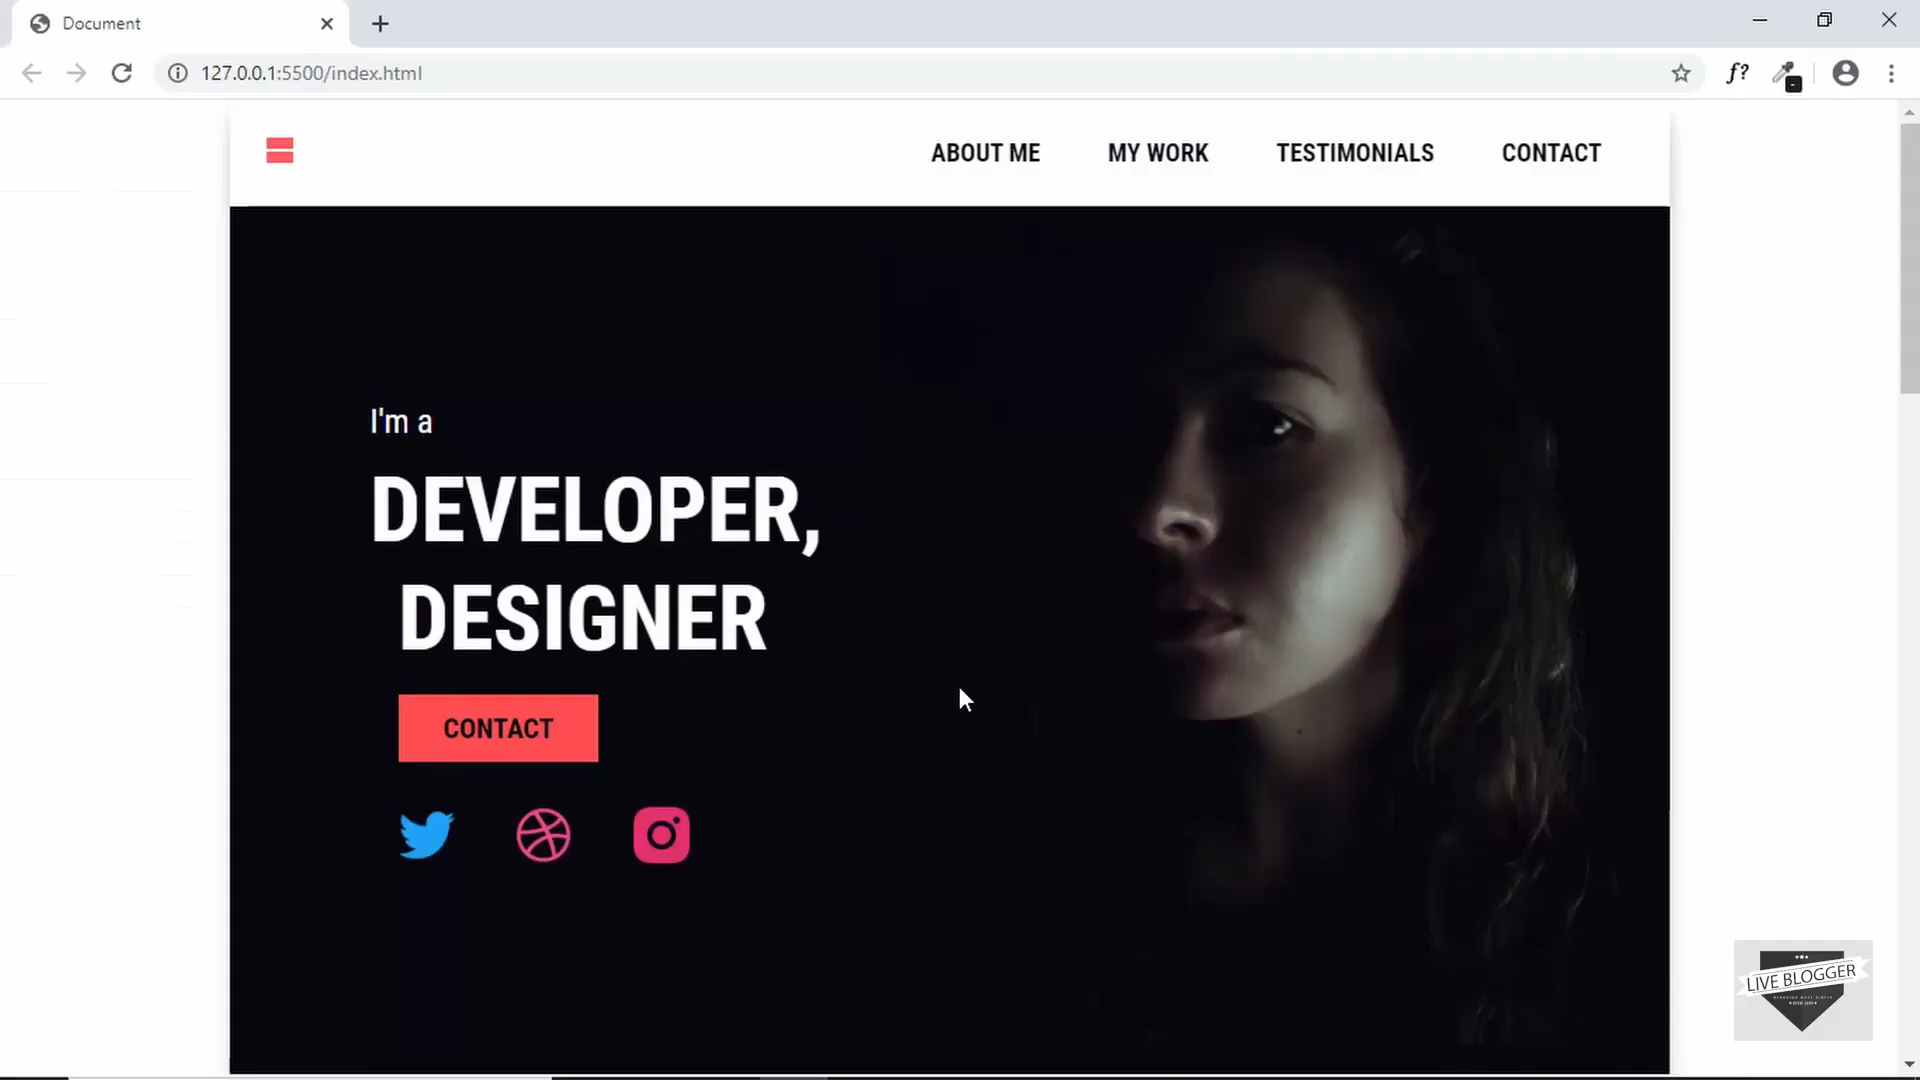 Document
127.0.0.1:5500/index.html
f?
ABOUT ME MY WORK TESTIMONIALS CONTACT
I'm a
DEVELOPER,
DESIGNER
CONTACT
LIVE BLOGGER